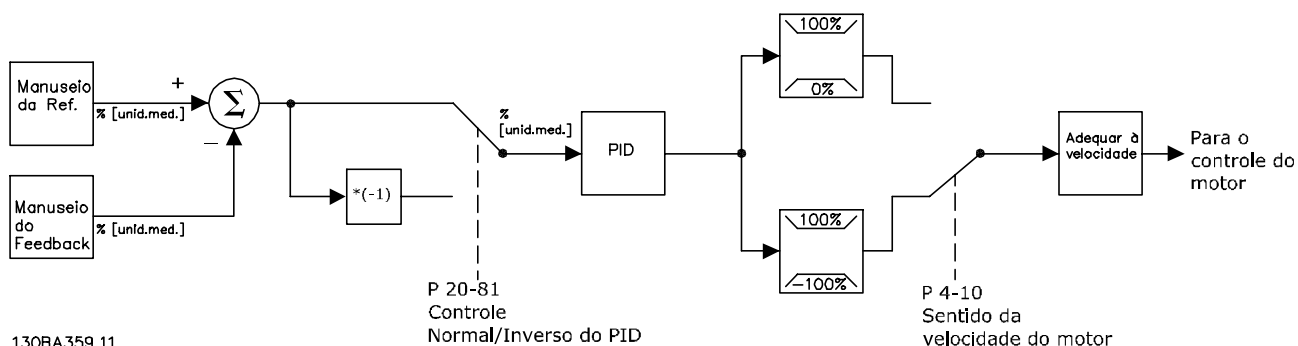 Manuseio
da Ref.
+
% [unid.med.]
Σ
−
Manuseio
do
Feedback
% [unid.med.]
*(-1)
%
[unid.med.]
PID
100%
0%
100%
-100%
Adequar à
velocidade
Para o
controle do
motor
P 20-81
Controle
Normal/Inverso do PID
P 4-10
Sentido da
velocidade do motor
130BA359.11